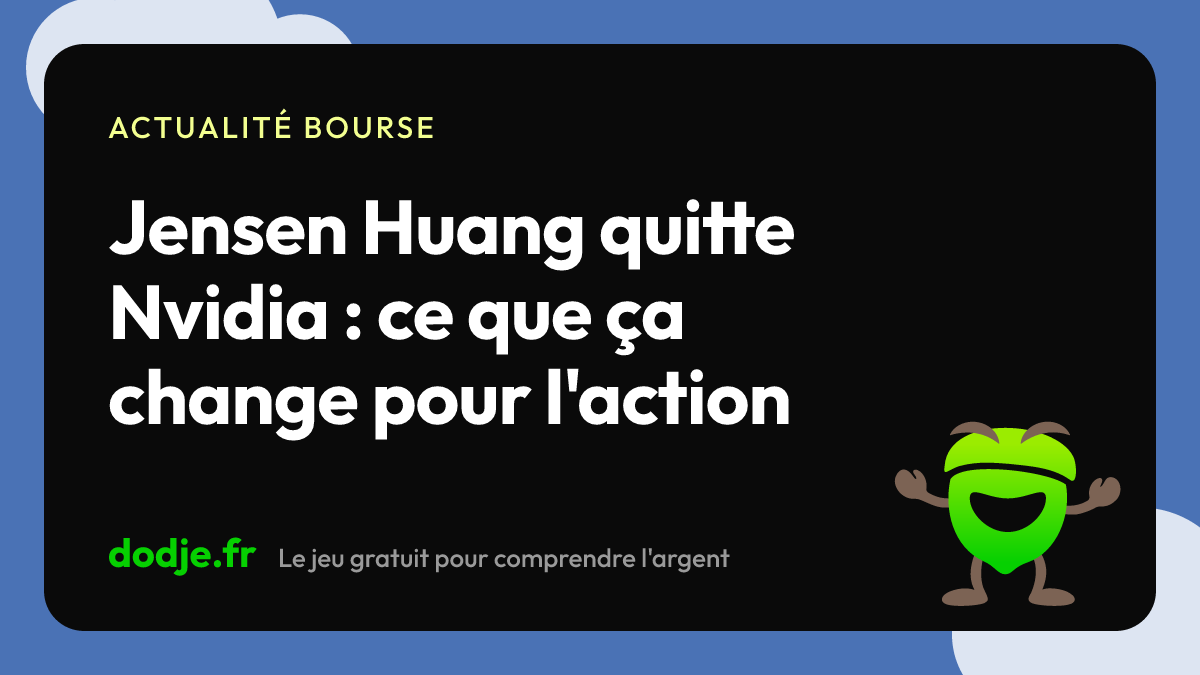 ACTUALITÉ BOURSE
Jensen Huang quitte
Nvidia : ce que ça
change pour l'action
dodje.fr Le jeu gratuit pour comprendre l'argent